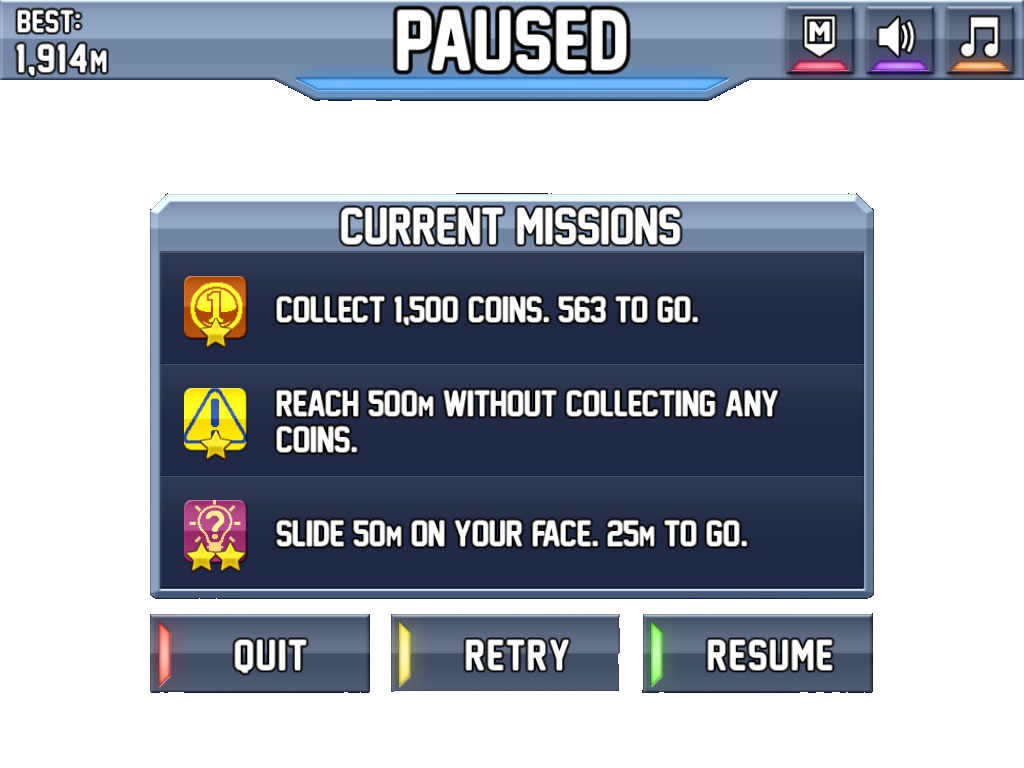 BEST:
1,914M
PAUSED
M
CURRENT MISSIONS
1
COLLECT 1,500 COINS. 563 TO GO.
!
REACH 500M WITHOUT COLLECTING ANY
COINS.
?
SLIDE 50M ON YOUR FACE. 25M TO GO.
QUIT
RETRY
RESUME